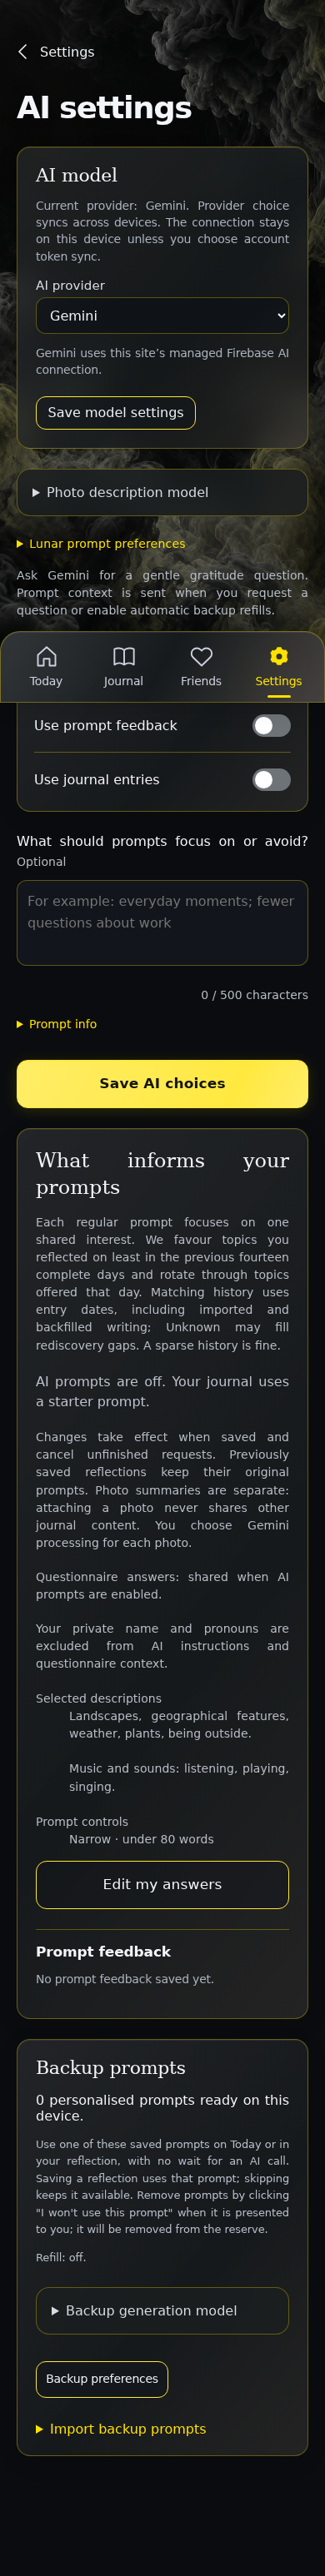 Settings
AI settings
AI model
Current provider: Gemini. Provider choice
syncs across devices. The connection stays
on this device unless you choose account
token sync.
AI provider
Gemini
Gemini uses this site’s managed Firebase AI
connection.
Save model settings
Photo description model
Lunar prompt preferences
Ask Gemini for a gentle gratitude question.
Prompt context is sent when you request a
question or enable automatic backup refills.
Today Journal Friends Settings
Use prompt feedback
Use journal entries
What should prompts focus on or avoid?
Optional
For example: everyday moments; fewer
questions about work
0 / 500 characters
Prompt info
Save AI choices
What informs your
prompts
Each regular prompt focuses on one
shared interest. We favour topics you
reflected on least in the previous fourteen
complete days and rotate through topics
offered that day. Matching history uses
entry dates, including imported and
backfilled writing; Unknown may fill
rediscovery gaps. A sparse history is fine.
AI prompts are off. Your journal uses
a starter prompt.
Changes take effect when saved and
cancel unfinished requests. Previously
saved reflections keep their original
prompts. Photo summaries are separate:
attaching a photo never shares other
journal content. You choose Gemini
processing for each photo.
Questionnaire answers: shared when AI
prompts are enabled.
Your private name and pronouns are
excluded from AI instructions and
questionnaire context.
Selected descriptions
Landscapes, geographical features,
weather, plants, being outside.
Music and sounds: listening, playing,
singing.
Prompt controls
Narrow · under 80 words
Edit my answers
Prompt feedback
No prompt feedback saved yet.
Backup prompts
0 personalised prompts ready on this
device.
Use one of these saved prompts on Today or in
your reflection, with no wait for an AI call.
Saving a reflection uses that prompt; skipping
keeps it available. Remove prompts by clicking
"I won't use this prompt" when it is presented
to you; it will be removed from the reserve.
Refill: off.
Backup generation model
Backup preferences
Import backup prompts